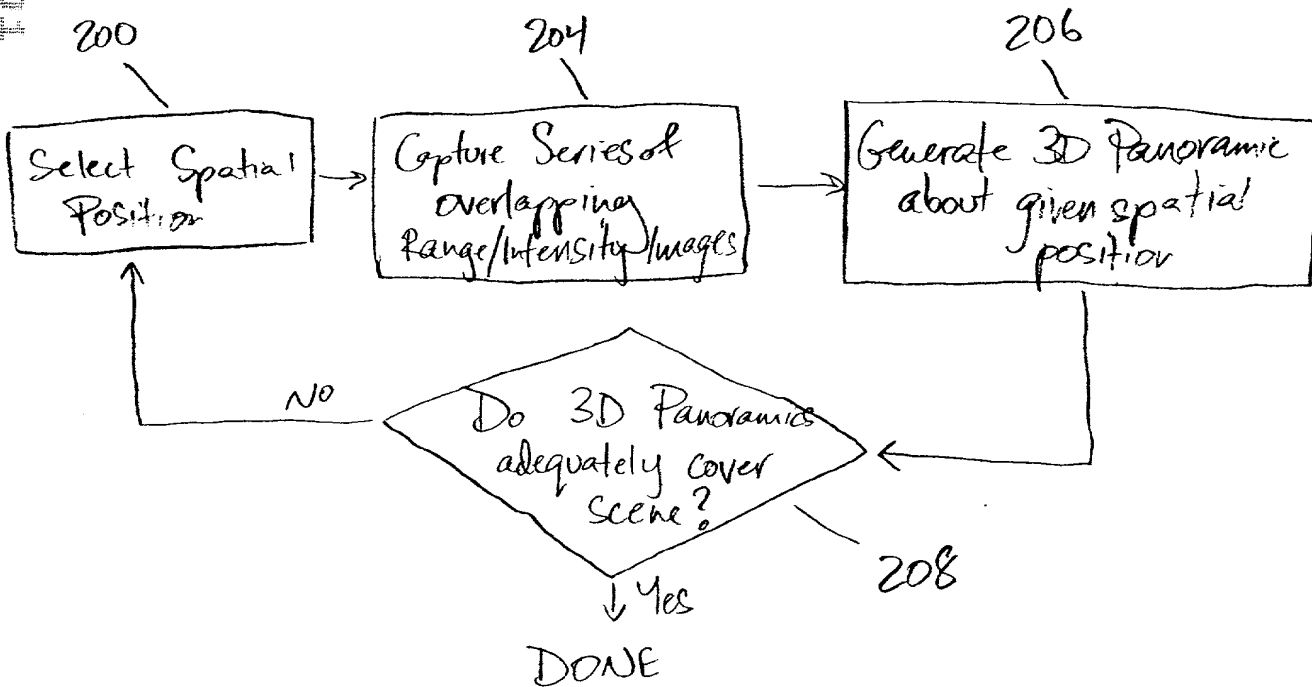 200
204
206
Select Spatial
Position
Capture Series of
overlapping
Range/Intensity/Images
Generate 3D Panoramic
about given spatial
position
NO
Do 3D Panoramics
adequately cover
scene?
208
Yes
DONE